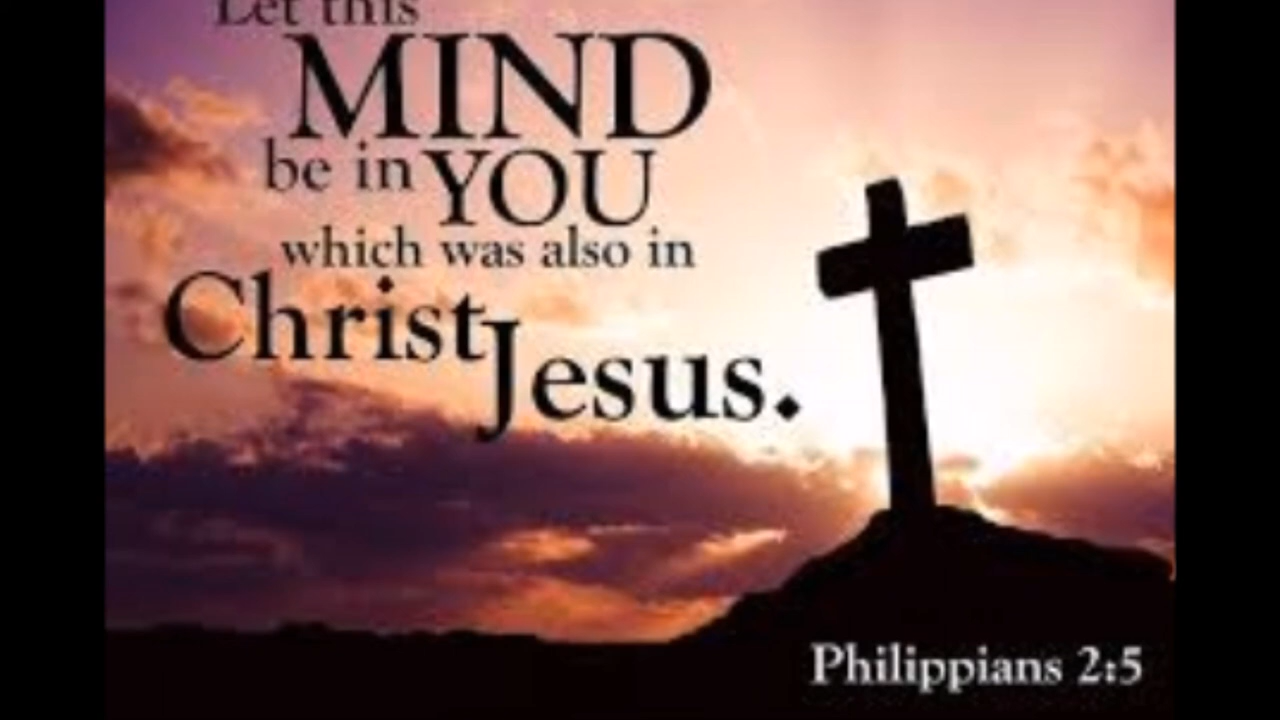 Let this
MIND
be in YOU
which was also in
Christ
Jesus.
Philippians 2:5